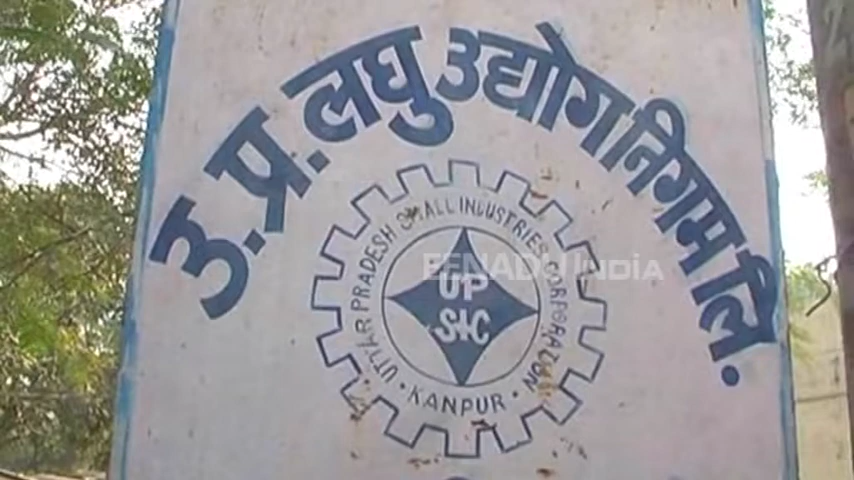 उ.प्र. लघु उद्योग निगम लि.
UTTAR PRADESH SMALL INDUSTRIES CORPORATION
UP
SIC
• KANPUR •
EENADU INDIA